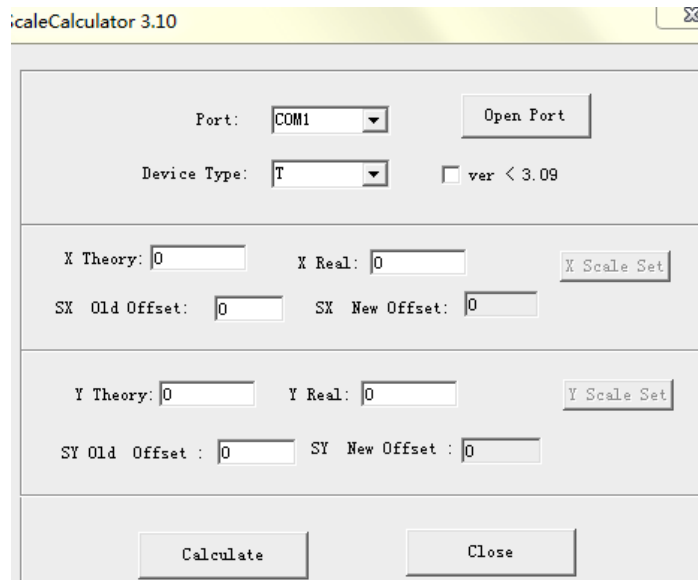 ScaleCalculator 3.10
Port: COM1 Open Port
Device Type: T ver < 3.09
X Theory: 0 X Real: 0 X Scale Set
SX Old Offset: 0 SX New Offset: 0
Y Theory: 0 Y Real: 0 Y Scale Set
SY Old Offset : 0 SY New Offset : 0
Calculate Close